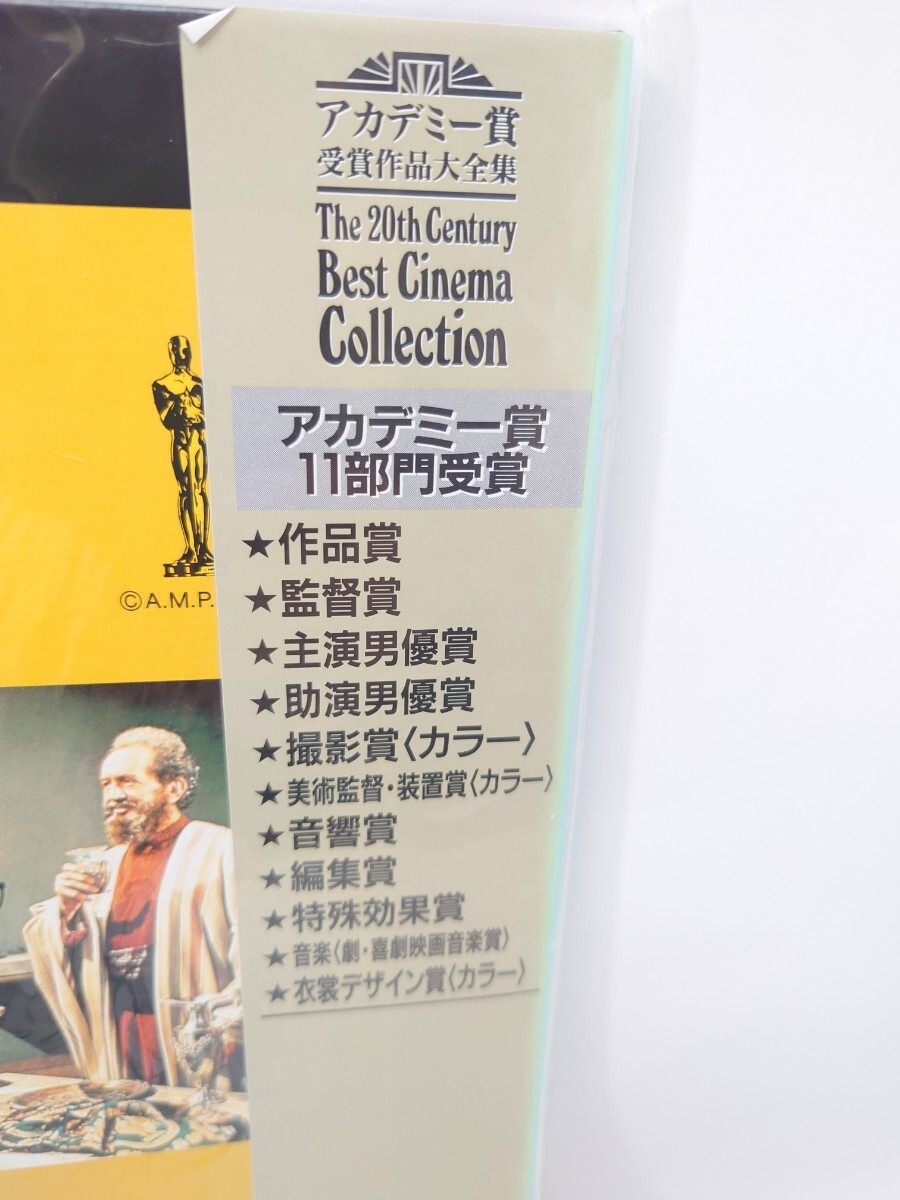 アカデミー賞
受賞作品大全集
The 20th Century
Best Cinema
Collection
アカデミー賞
11部門受賞
©A.M.P.
★作品賞
★監督賞
★主演男優賞
★助演男優賞
★撮影賞〈カラー〉
★美術監督・装置賞〈カラー〉
★音響賞
★編集賞
★特殊効果賞
★音楽〈劇・喜劇映画音楽賞〉
★衣裳デザイン賞〈カラー〉